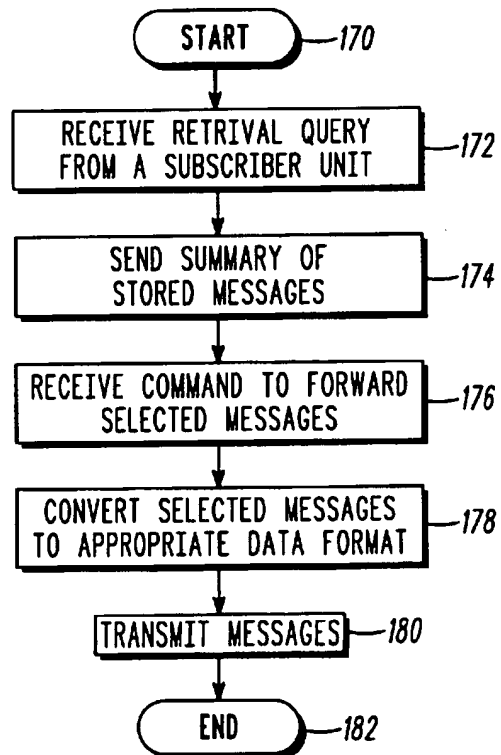 START
170
RECEIVE RETRIVAL QUERY
FROM A SUBSCRIBER UNIT
172
SEND SUMMARY OF
STORED MESSAGES
174
RECEIVE COMMAND TO FORWARD
SELECTED MESSAGES
176
CONVERT SELECTED MESSAGES
TO APPROPRIATE DATA FORMAT
178
TRANSMIT MESSAGES
180
END
182